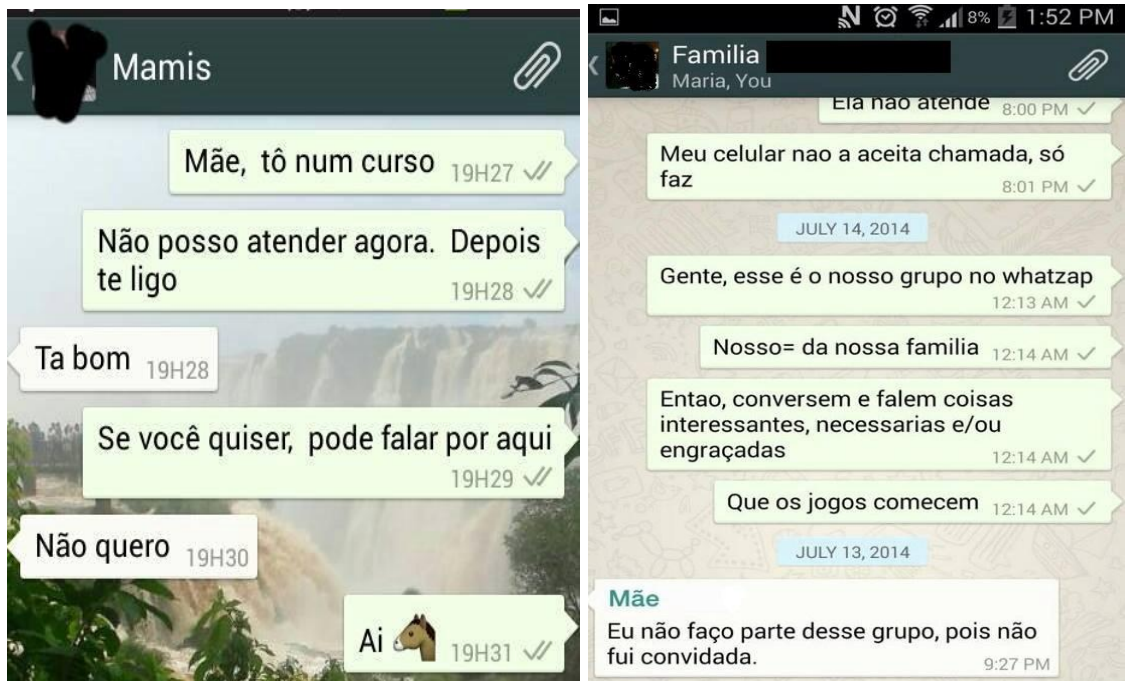 Mamis
Mãe, tô num curso 19H27
Não posso atender agora. Depois
te ligo 19H28
Ta bom 19H28
Se você quiser, pode falar por aqui
19H29
Não quero 19H30
Ai 19H31
8% 1:52 PM
Familia
Maria, You
Ela nao atende 8:00 PM
Meu celular nao a aceita chamada, só
faz 8:01 PM
JULY 14, 2014
Gente, esse é o nosso grupo no whatzap
12:13 AM
Nosso= da nossa familia 12:14 AM
Entao, conversem e falem coisas
interessantes, necessarias e/ou
engraçadas 12:14 AM
Que os jogos comecem 12:14 AM
JULY 13, 2014
Mãe
Eu não faço parte desse grupo, pois não
fui convidada. 9:27 PM